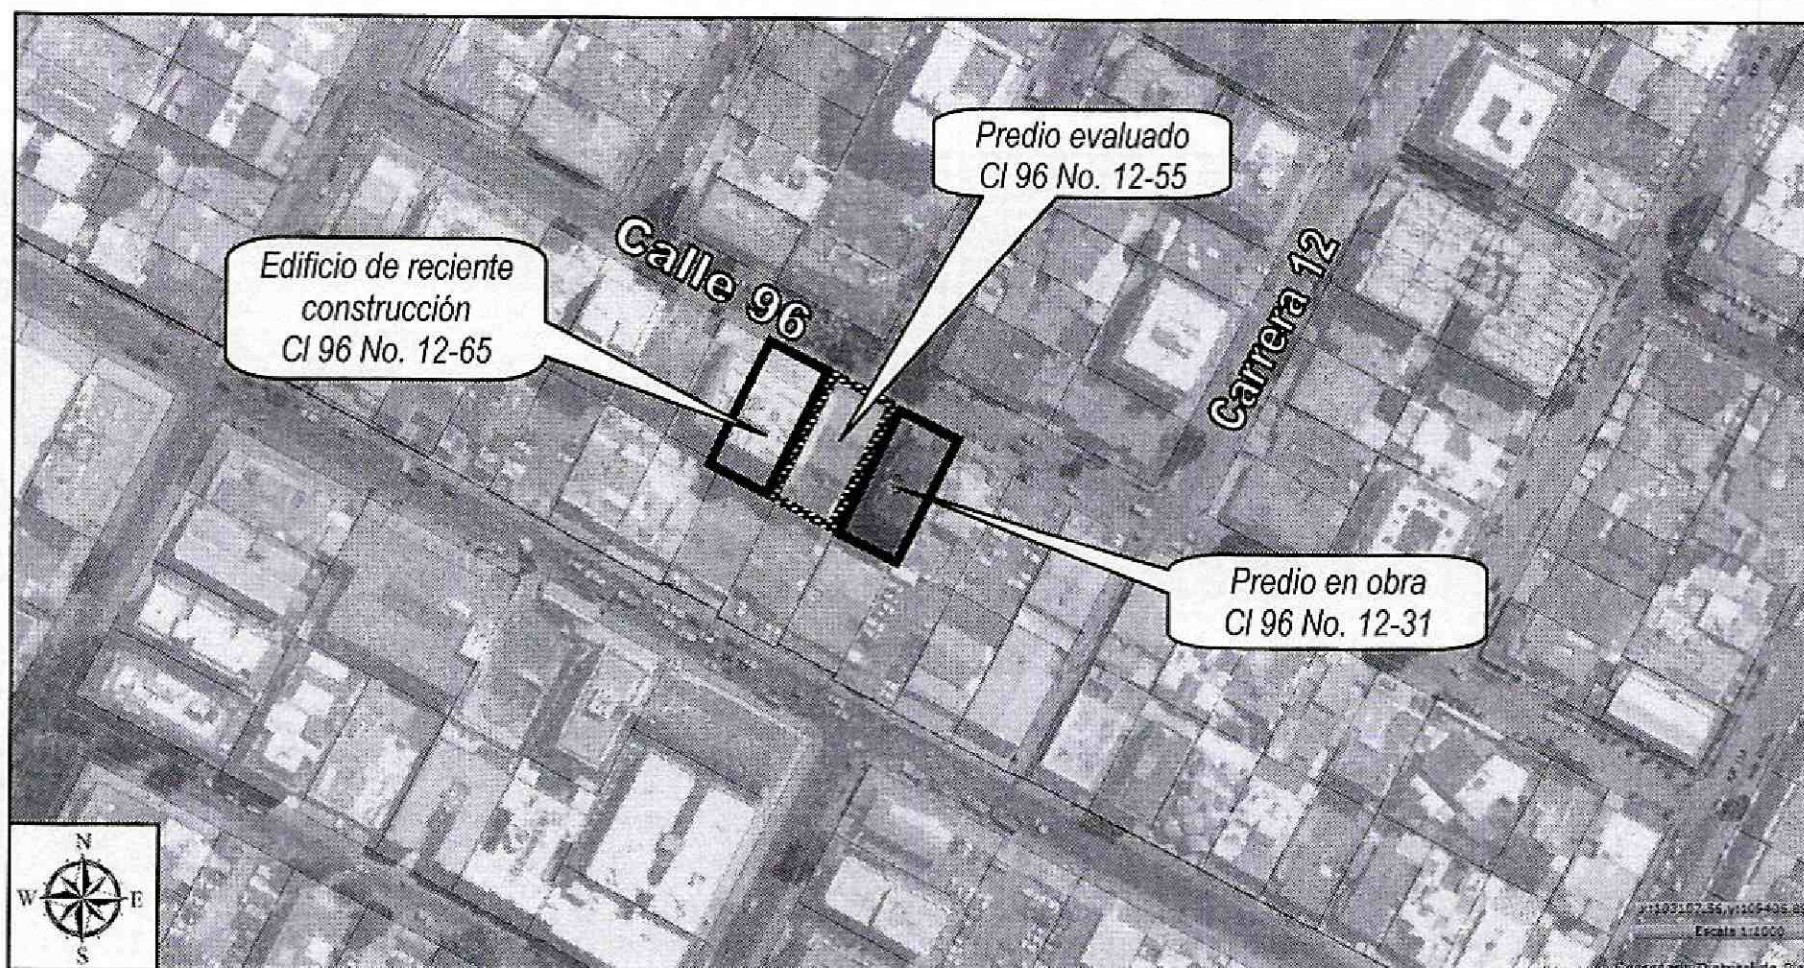 Predio evaluado
Cl 96 No. 12-55
Calle 96
Edificio de reciente
construcción
Cl 96 No. 12-65
Carrera 12
Predio en obra
Cl 96 No. 12-31
N
W E
S
Escala 1:1000